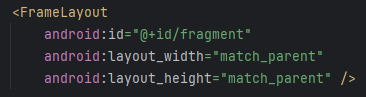 <FrameLayout
    android:id="@+id/fragment"
    android:layout_width="match_parent"
    android:layout_height="match_parent" />